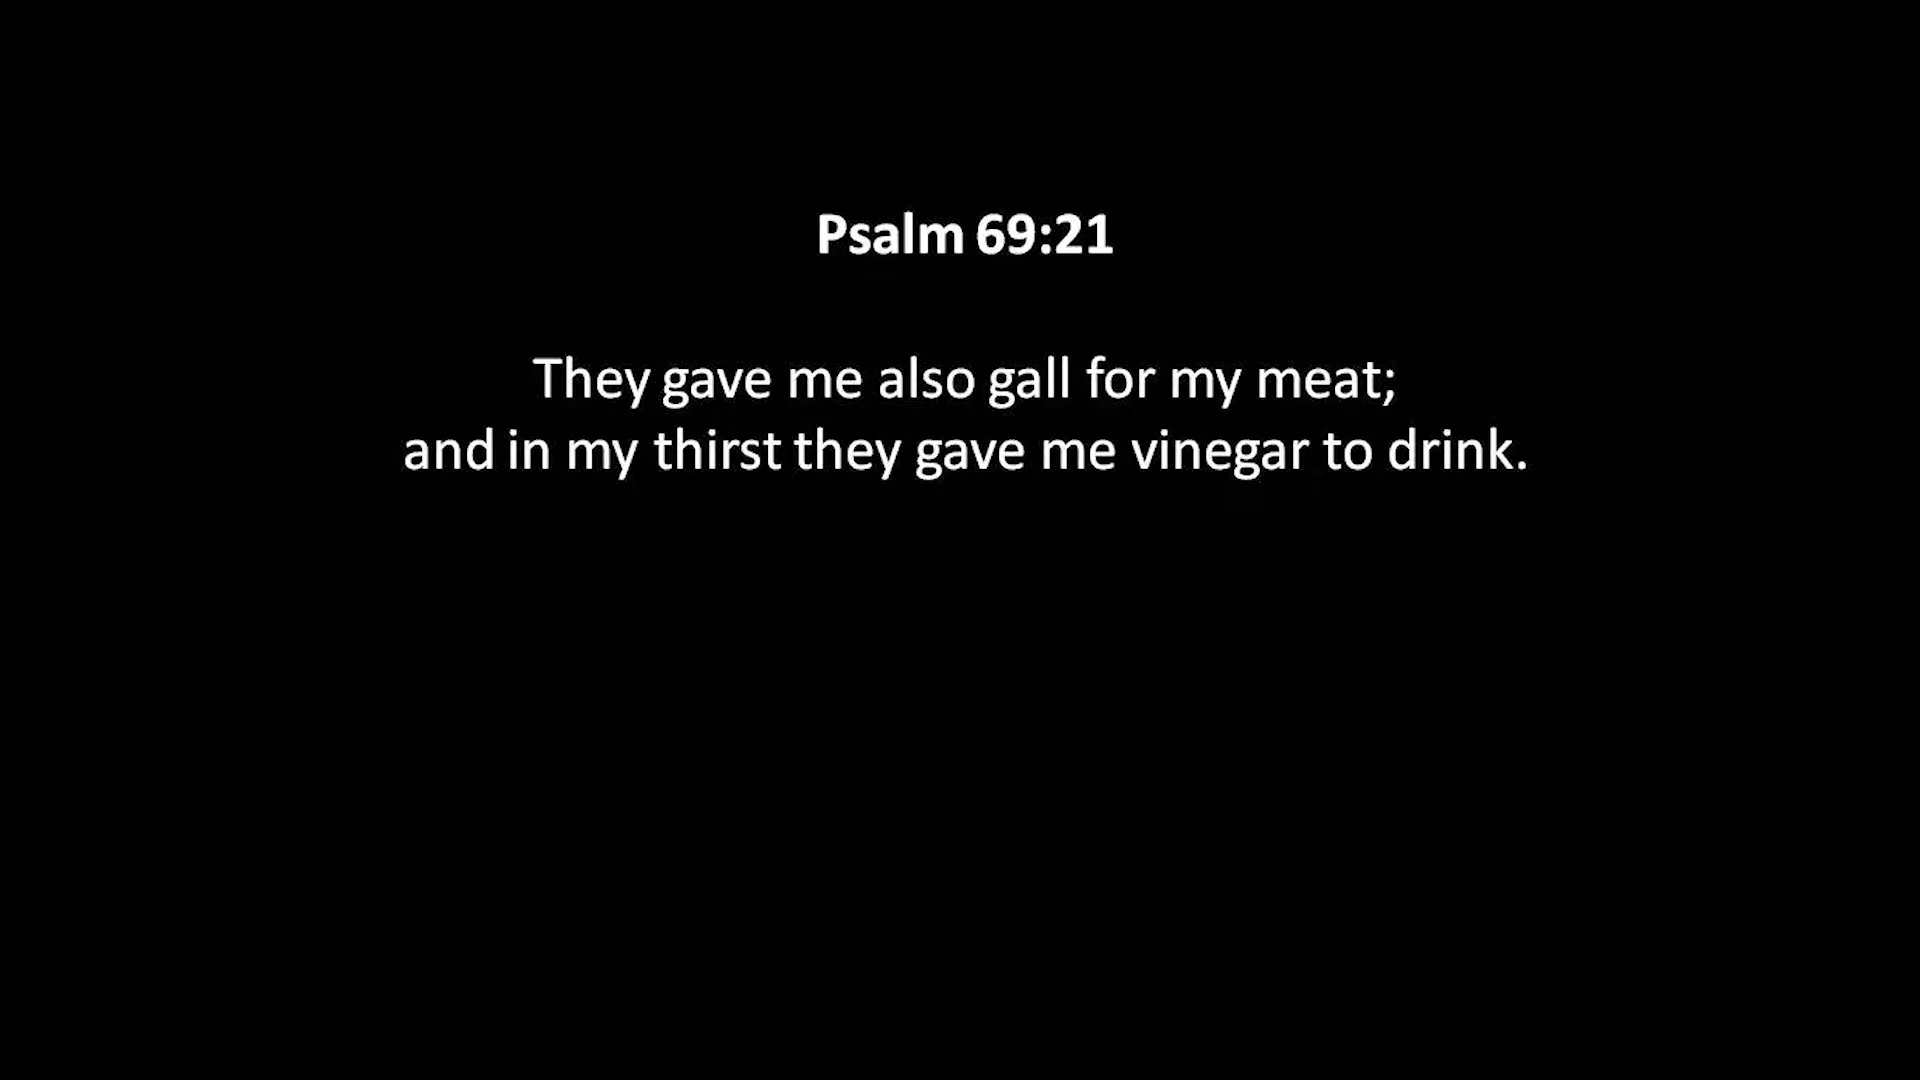 Psalm 69:21
They gave me also gall for my meat;
and in my thirst they gave me vinegar to drink.